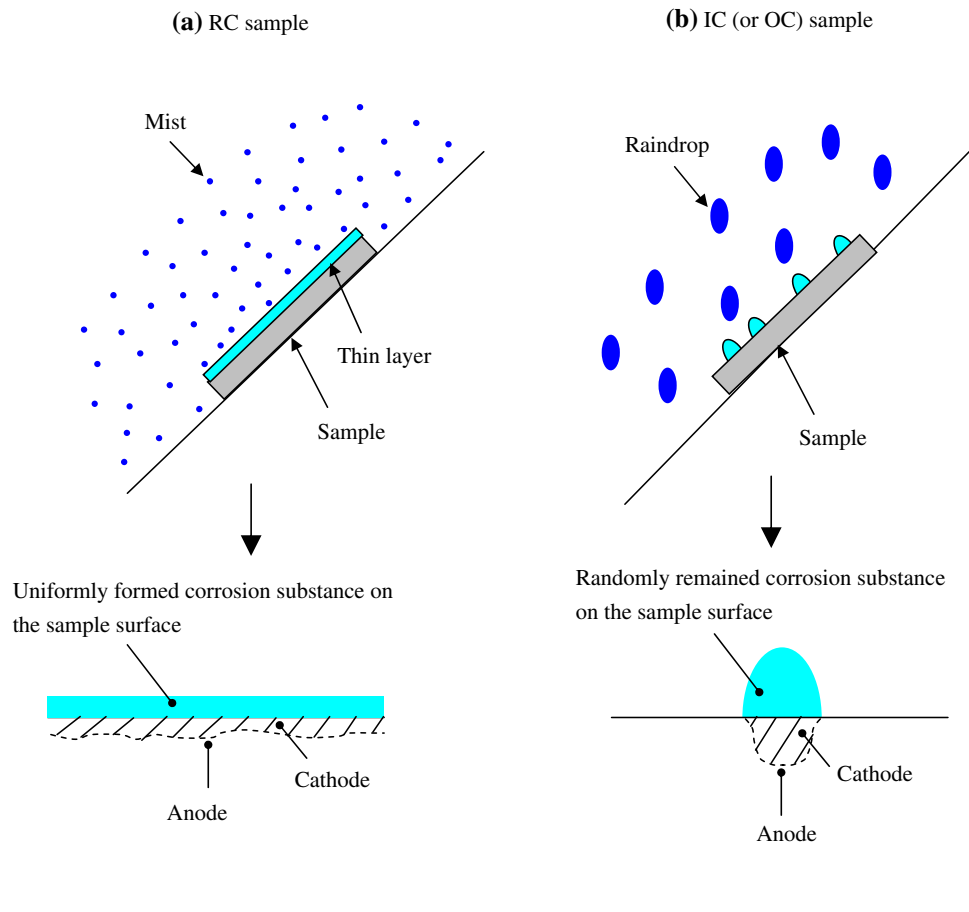 (a) RC sample
Mist
Thin layer
Sample
Uniformly formed corrosion substance on
the sample surface
Cathode
Anode
(b) IC (or OC) sample
Raindrop
Sample
Randomly remained corrosion substance
on the sample surface
Cathode
Anode